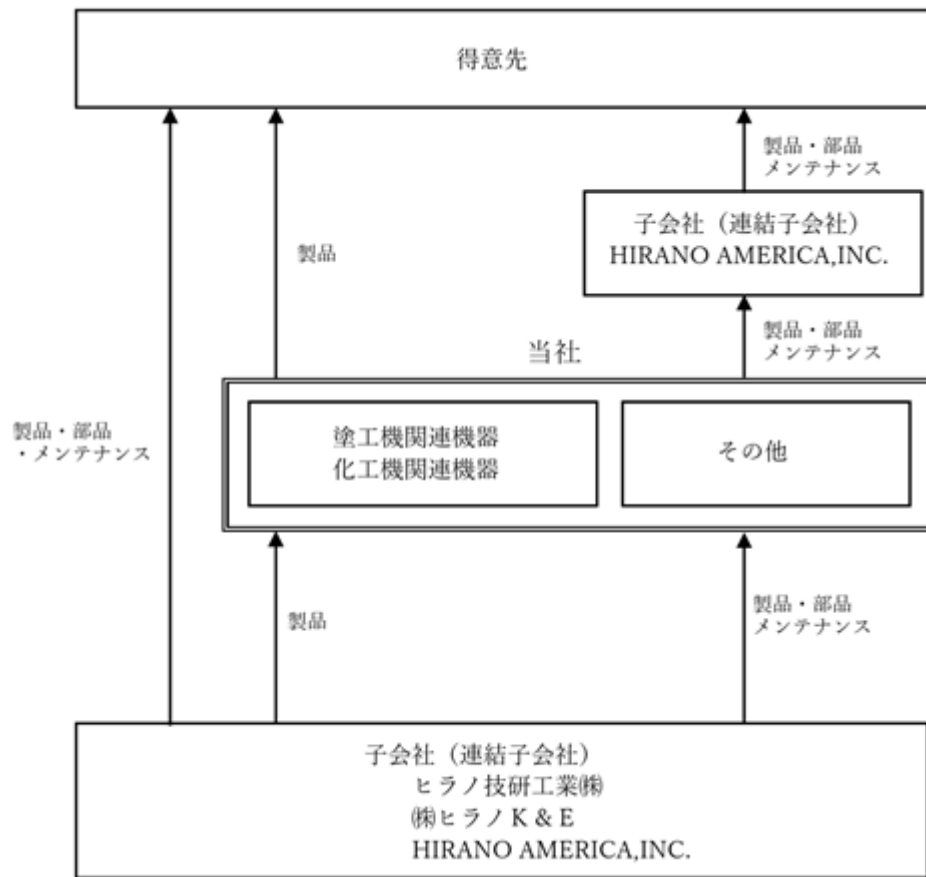 得意先
製品・部品
メンテナンス
子会社（連結子会社）
HIRANO AMERICA,INC.
製品
製品・部品
メンテナンス
当社
製品・部品
・メンテナンス
塗工機関連機器
化工機関連機器
その他
製品
製品・部品
メンテナンス
子会社（連結子会社）
ヒラノ技研工業㈱
㈱ヒラノK＆E
HIRANO AMERICA,INC.